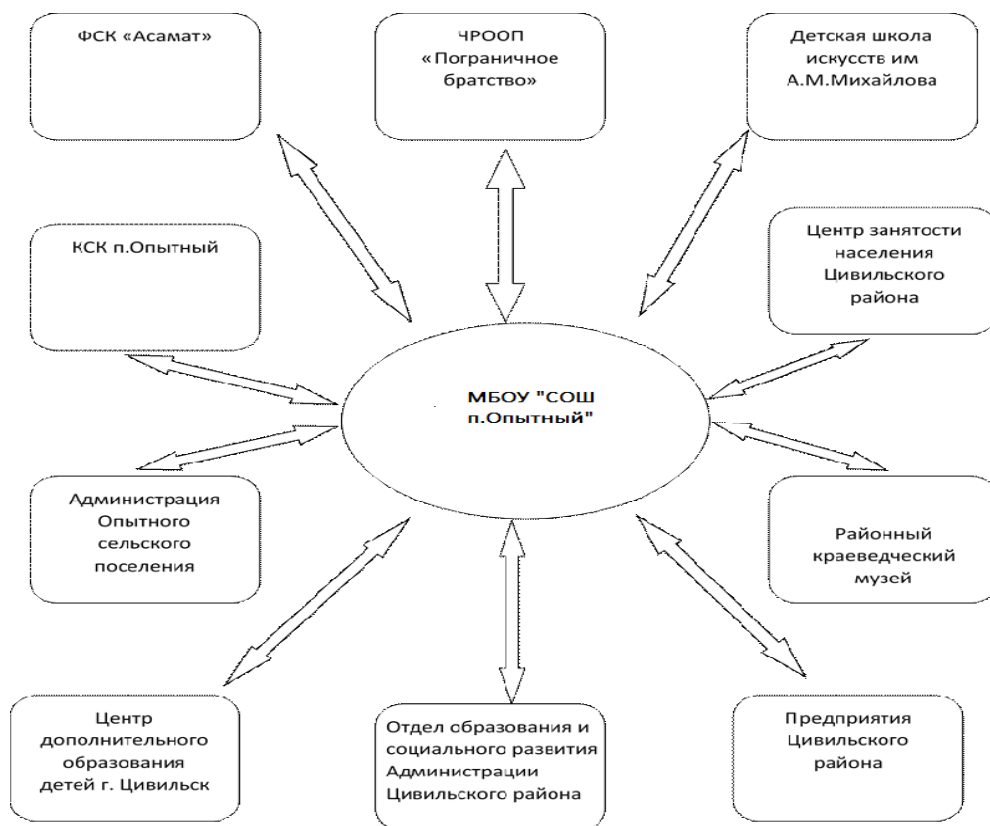 ФСК «Асамат»
ЧРООП
«Пограничное
братство»
Детская школа
искусств им
А.М.Михайлова
КСК п.Опытный
Центр занятости
населения
Цивильского
района
МБОУ "СОШ
п.Опытный"
Администрация
Опытного
сельского
поселения
Районный
краеведческий
музей
Центр
дополнительного
образования
детей г. Цивильск
Отдел образования и
социального развития
Администрации
Цивильского района
Предприятия
Цивильского
района